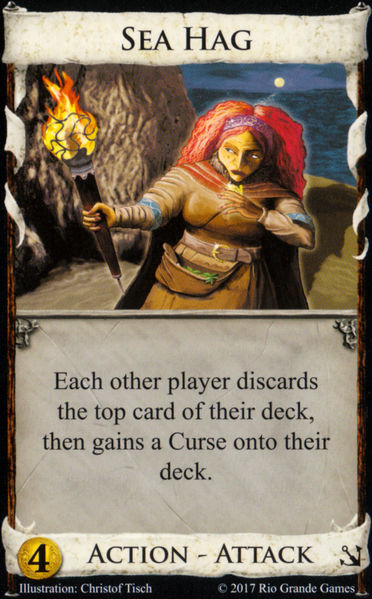 Sea Hag
Each other player discards
the top card of their deck,
then gains a Curse onto their
deck.
4
Action - Attack
Illustration: Christof Tisch
© 2017 Rio Grande Games